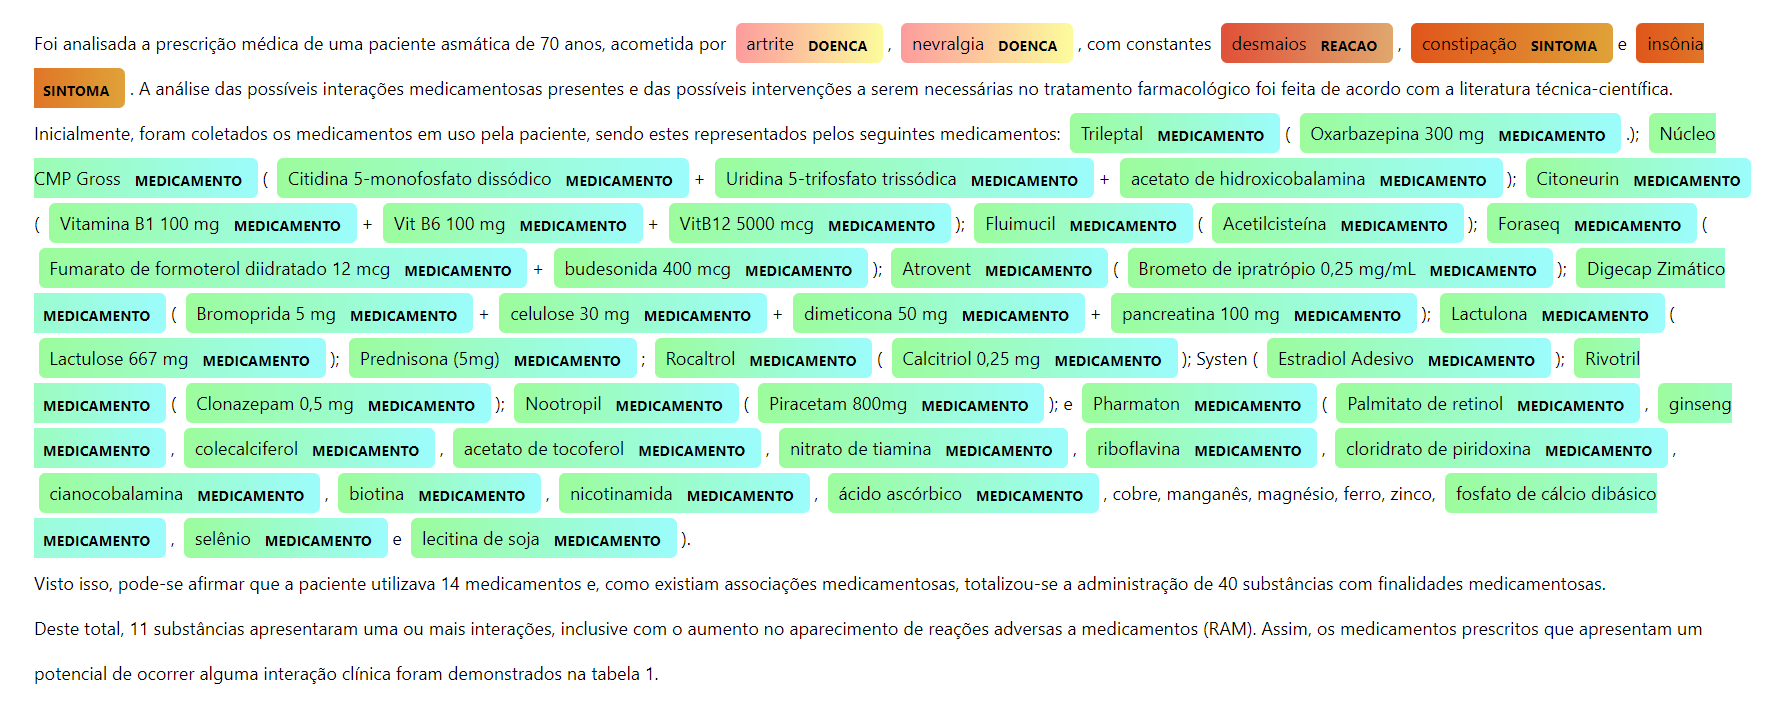 Foi analisada a prescrição médica de uma paciente asmática de 70 anos, acometida por artrite DOENCA , nevralgia DOENCA , com constantes desmaios REACAO , constipação SINTOMA e insônia
SINTOMA . A análise das possíveis interações medicamentosas presentes e das possíveis intervenções a serem necessárias no tratamento farmacológico foi feita de acordo com a literatura técnica-científica.
Inicialmente, foram coletados os medicamentos em uso pela paciente, sendo estes representados pelos seguintes medicamentos: Trileptal MEDICAMENTO ( Oxarbazepina 300 mg MEDICAMENTO .); Núcleo
CMP Gross MEDICAMENTO ( Citidina 5-monofosfato dissódico MEDICAMENTO + Uridina 5-trifosfato trissódica MEDICAMENTO + acetato de hidroxicobalamina MEDICAMENTO ); Citoneurin MEDICAMENTO
( Vitamina B1 100 mg MEDICAMENTO + Vit B6 100 mg MEDICAMENTO + VitB12 5000 mcg MEDICAMENTO ); Fluimucil MEDICAMENTO ( Acetilcisteína MEDICAMENTO ); Foraseq MEDICAMENTO (
Fumarato de formoterol diidratado 12 mcg MEDICAMENTO + budesonida 400 mcg MEDICAMENTO ); Atrovent MEDICAMENTO ( Brometo de ipratrópio 0,25 mg/mL MEDICAMENTO ); Digecap Zimático
MEDICAMENTO ( Bromoprida 5 mg MEDICAMENTO + celulose 30 mg MEDICAMENTO + dimeticona 50 mg MEDICAMENTO + pancreatina 100 mg MEDICAMENTO ); Lactulona MEDICAMENTO (
Lactulose 667 mg MEDICAMENTO ); Prednisona (5mg) MEDICAMENTO ; Rocaltrol MEDICAMENTO ( Calcitriol 0,25 mg MEDICAMENTO ); Systen ( Estradiol Adesivo MEDICAMENTO ); Rivotril
MEDICAMENTO ( Clonazepam 0,5 mg MEDICAMENTO ); Nootropil MEDICAMENTO ( Piracetam 800mg MEDICAMENTO ); e Pharmaton MEDICAMENTO ( Palmitato de retinol MEDICAMENTO , ginseng
MEDICAMENTO , colecalciferol MEDICAMENTO , acetato de tocoferol MEDICAMENTO , nitrato de tiamina MEDICAMENTO , riboflavina MEDICAMENTO , cloridrato de piridoxina MEDICAMENTO ,
cianocobalamina MEDICAMENTO , biotina MEDICAMENTO , nicotinamida MEDICAMENTO , ácido ascórbico MEDICAMENTO , cobre, manganês, magnésio, ferro, zinco, fosfato de cálcio dibásico
MEDICAMENTO , selênio MEDICAMENTO e lecitina de soja MEDICAMENTO ).
Visto isso, pode-se afirmar que a paciente utilizava 14 medicamentos e, como existiam associações medicamentosas, totalizou-se a administração de 40 substâncias com finalidades medicamentosas.
Deste total, 11 substâncias apresentaram uma ou mais interações, inclusive com o aumento no aparecimento de reações adversas a medicamentos (RAM). Assim, os medicamentos prescritos que apresentam um
potencial de ocorrer alguma interação clínica foram demonstrados na tabela 1.